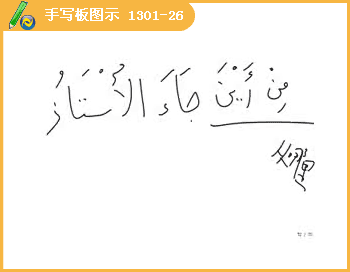 手写板图示 1301-26
مِنْ أَيْنَ جَاءَ الأُسْتَاذُ